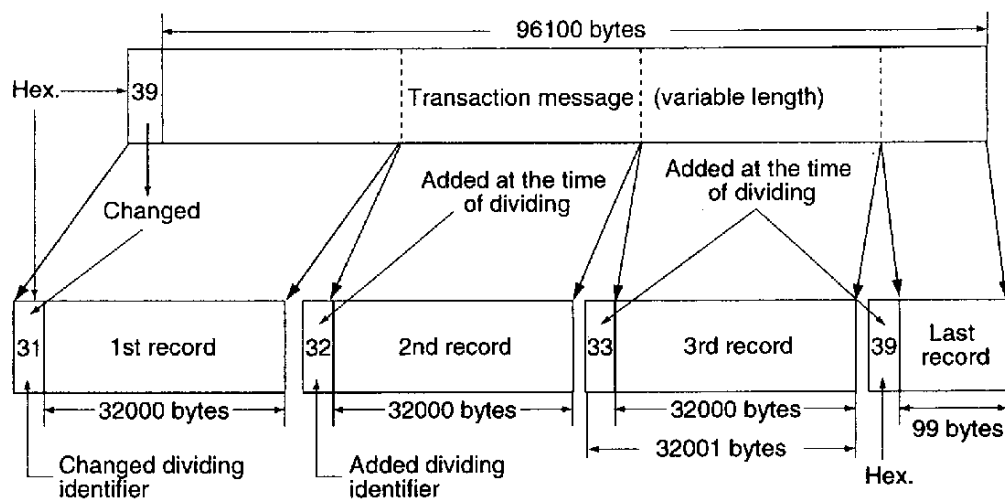 96100 bytes
Hex.
39
Transaction message (variable length)
Changed
Added at the time
of dividing
Added at the time
of dividing
31
1st record
32
2nd record
33
3rd record
39
Last
record
32000 bytes
32000 bytes
32000 bytes
99 bytes
32001 bytes
Changed dividing
identifier
Added dividing
identifier
Hex.